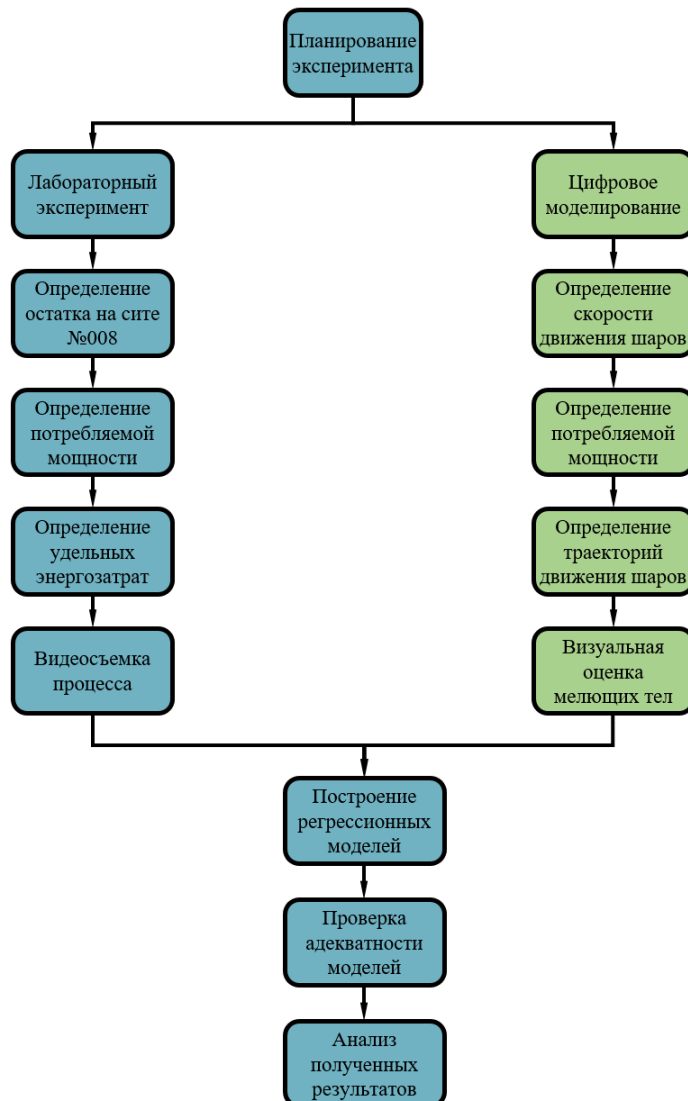 Планирование
эксперимента
Лабораторный
эксперимент
Определение
остатка на сите
№008
Определение
потребляемой
мощности
Определение
удельных
энергозатрат
Видеосъемка
процесса
Цифровое
моделирование
Определение
скорости
движения шаров
Определение
потребляемой
мощности
Определение
траекторий
движения шаров
Визуальная
оценка
мелющих тел
Построение
регрессионных
моделей
Проверка
адекватности
моделей
Анализ
полученных
результатов